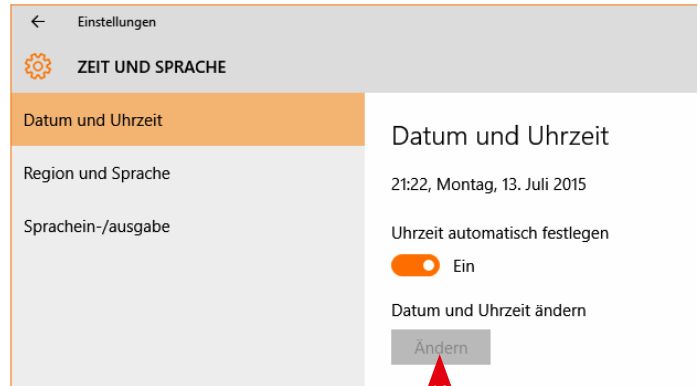 Einstellungen
ZEIT UND SPRACHE
Datum und Uhrzeit
Region und Sprache
Sprachein-/ausgabe
Datum und Uhrzeit
21:22, Montag, 13. Juli 2015
Uhrzeit automatisch festlegen
Ein
Datum und Uhrzeit ändern
Ändern